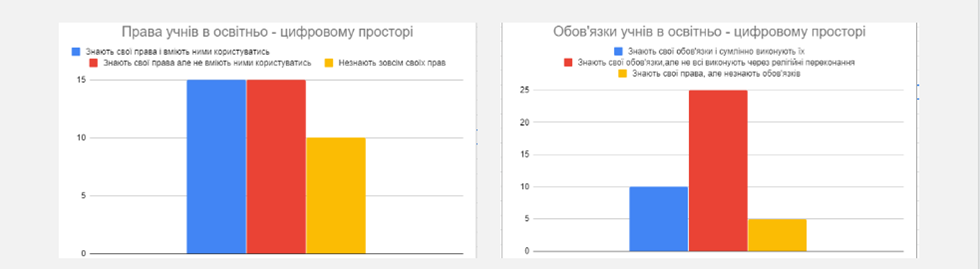 Права учнів в освітньо - цифровому просторі
Знають свої права і вміють ними користуватись
Знають свої права але не вміють ними користуватись
Незнають зовсім своїх прав
15
10
5
0
Обов'язки учнів в освітньо - цифровому просторі
Знають свої обов'язки і сумлінно виконують їх
Знають свої обов'язки,але не всі виконують через релігійні переконання
Знають свої права, але незнають обов'язків
25
20
15
10
5
0